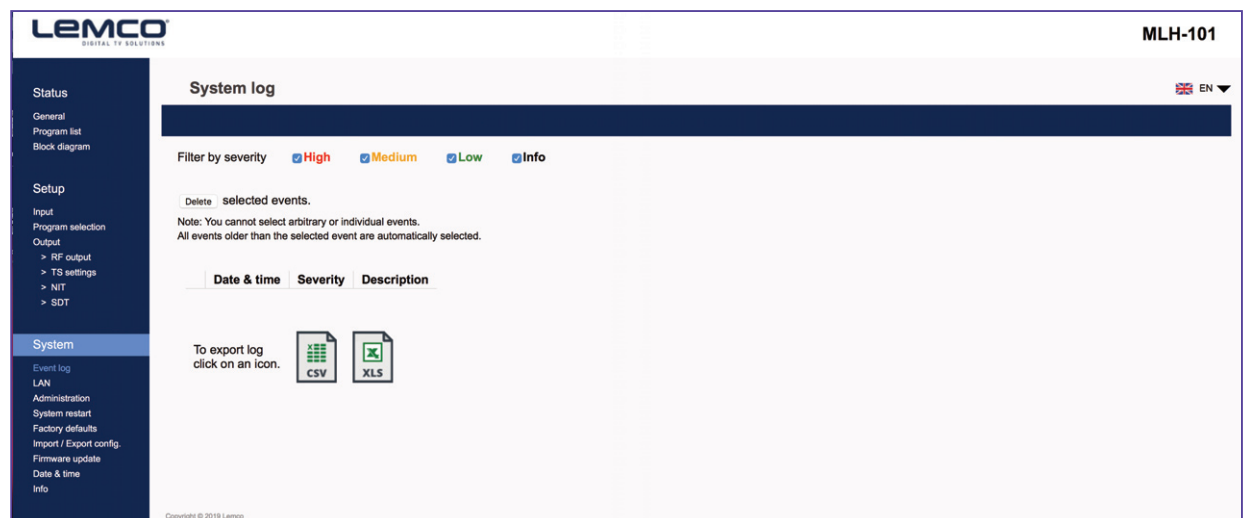 LEMCO
DIGITAL TV SOLUTIONS
MLH-101
Status
General
Program list
Block diagram
Setup
Input
Program selection
Output
> RF output
> TS settings
> NIT
> SDT
System
Event log
LAN
Administration
System restart
Factory defaults
Import / Export config.
Firmware update
Date & time
Info
System log
EN
Filter by severity High Medium Low Info
Delete selected events.
Note: You cannot select arbitrary or individual events.
All events older than the selected event are automatically selected.
Date & time Severity Description
To export log
click on an icon.
CSV XLS
Copyright © 2019 Lemco